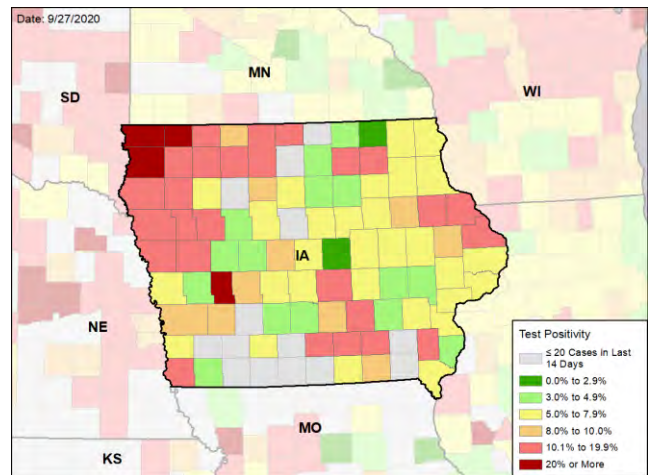 Date: 9/27/2020
MN
SD
WI
IA
NE
MO
KS
Test Positivity
≤ 20 Cases in Last
14 Days
0.0% to 2.9%
3.0% to 4.9%
5.0% to 7.9%
8.0% to 10.0%
10.1% to 19.9%
20% or More